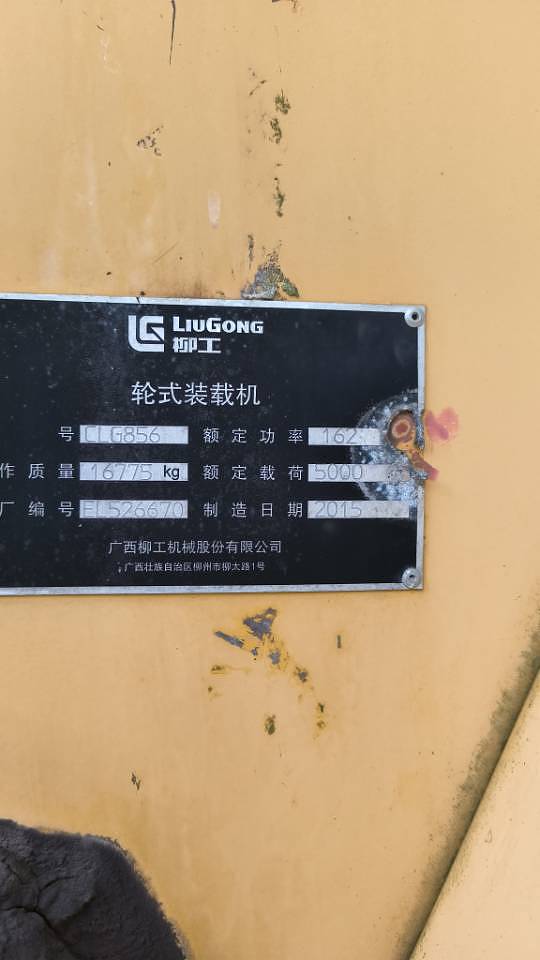 LIUGONG
柳工
轮式装载机
号 CLG856 额定功率 162
作质量 16775 kg 额定载荷 5000
厂编号 EL526670 制造日期 2015
广西柳工机械股份有限公司
广西壮族自治区柳州市柳太路1号